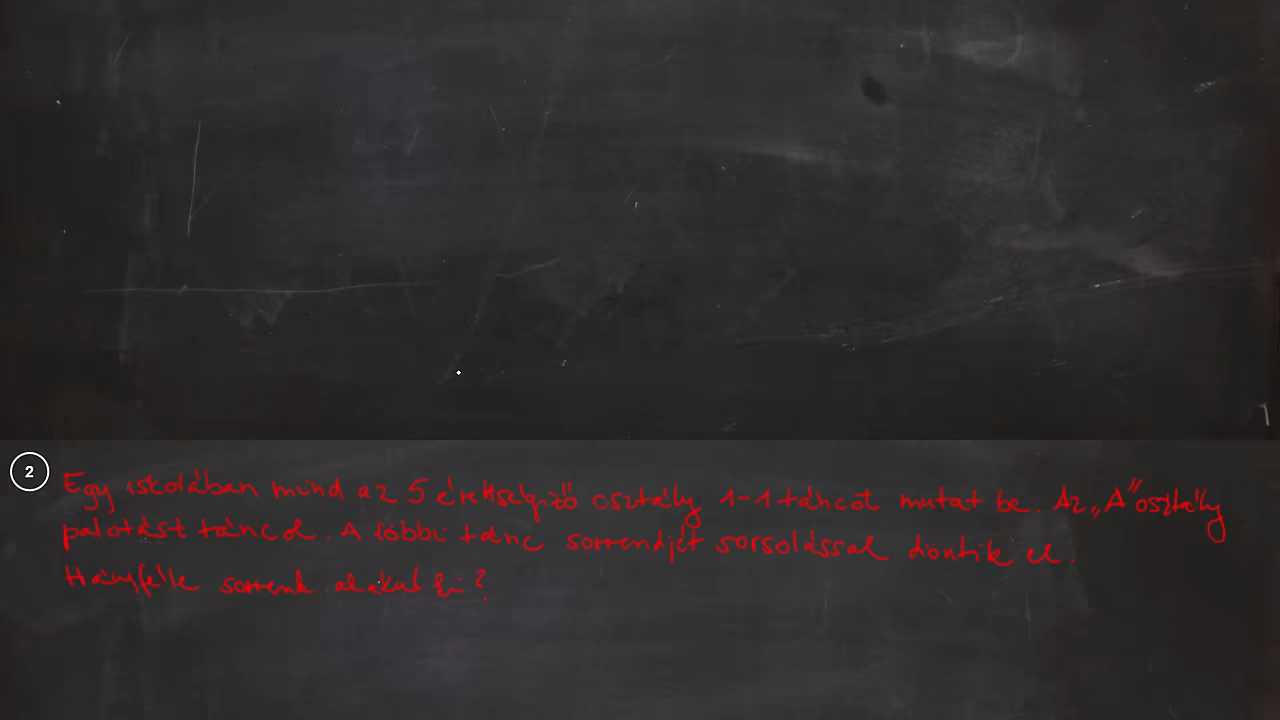 2 Egy iskolában mind az 5 érettségiző osztály 1-1 táncot mutat be. Az „A” osztály
palotást táncol. A többi tánc sorrendjét sorsolással döntik el.
Hányféle sorrend alakul ki?